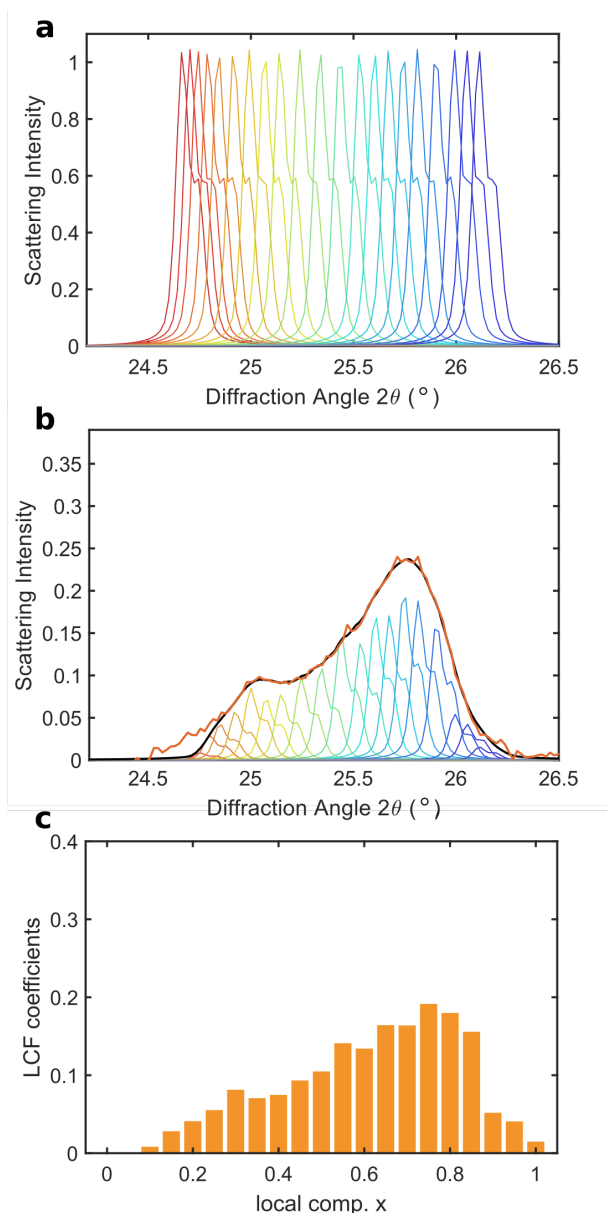 a
1
0.8
0.6
0.4
0.2
0
Scattering Intensity
24.5 25 25.5 26 26.5
Diffraction Angle 2θ (°)
b
0.35
0.3
0.25
0.2
0.15
0.1
0.05
0
Scattering Intensity
24.5 25 25.5 26 26.5
Diffraction Angle 2θ (°)
c
0.4
0.3
0.2
0.1
0
LCF coefficients
0 0.2 0.4 0.6 0.8 1
local comp. x